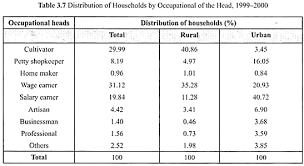 Table 3.7 Distribution of Households by Occupational of the Head, 1999–2000
Occupational heads Distribution of households (%)
Total Rural Urban
Cultivator 29.99 40.86 3.45
Petty shopkeeper 8.19 4.97 16.05
Home maker 0.96 1.01 0.84
Wage earner 31.12 35.28 20.93
Salary earner 19.84 11.28 40.72
Artisan 4.42 3.41 6.90
Businessman 1.40 0.46 3.68
Professional 1.56 0.73 3.59
Others 2.52 1.98 3.85
Total 100 100 100